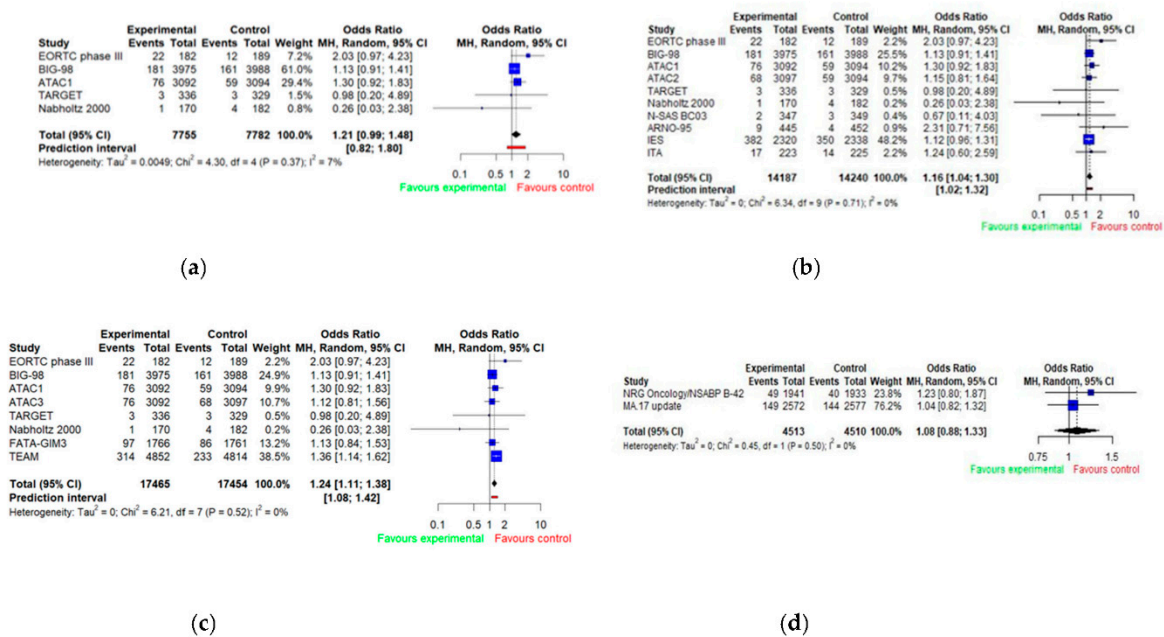 Experimental Control Odds Ratio Odds Ratio
Study Events Total Events Total Weight MH, Random, 95% CI MH, Random, 95% CI
EORTC phase III 22 182 12 189 7.2% 2.03 [0.97; 4.23]
BIG-98 181 3975 161 3988 61.0% 1.13 [0.91; 1.41]
ATAC1 76 3092 59 3094 29.4% 1.30 [0.92; 1.83]
TARGET 3 336 3 329 1.9% 0.98 [0.20; 4.89]
Nabholtz 2000 1 170 4 182 0.8% 0.26 [0.03; 2.38]
Total (95% CI) 7755 7782 100.0% 1.21 [0.99; 1.48]
Prediction interval [0.82; 1.80]
Heterogeneity: Tau² = 0.0049; Chi² = 4.30, df = 4 (P = 0.37); I² = 7%
0.1 0.5 1 2 10
Favours experimental Favours control
(a)
Experimental Control Odds Ratio Odds Ratio
Study Events Total Events Total Weight MH, Random, 95% CI MH, Random, 95% CI
EORTC phase III 22 182 12 189 2.2% 2.03 [0.97; 4.23]
BIG-98 181 3975 161 3988 25.5% 1.13 [0.91; 1.41]
ATAC1 76 3092 59 3094 10.2% 1.30 [0.92; 1.83]
ATAC2 68 3097 59 3094 9.7% 1.15 [0.81; 1.64]
TARGET 3 336 3 329 0.98 [0.20; 4.89]
Nabholtz 2000 1 170 4 182 0.26 [0.03; 2.38]
N-SAS BC03 2 347 3 349 0.67 [0.11; 4.03]
ARNO-95 9 445 4 452 2.31 [0.71; 7.56]
IES 382 2320 350 2338 48.2% 1.12 [0.96; 1.31]
ITA 17 223 14 225 1.24 [0.60; 2.59]
Total (95% CI) 14187 14240 100.0% 1.16 [1.04; 1.30]
Prediction interval [1.02; 1.32]
Heterogeneity: Tau² = 0; Chi² = 6.34, df = 9 (P = 0.71); I² = 0%
0.1 0.5 1 2 10
Favours experimental Favours control
(b)
Experimental Control Odds Ratio Odds Ratio
Study Events Total Events Total Weight MH, Random, 95% CI MH, Random, 95% CI
EORTC phase III 22 182 12 189 2.2% 2.03 [0.97; 4.23]
BIG-98 181 3975 161 3988 24.9% 1.13 [0.91; 1.41]
ATAC1 76 3092 59 3094 9.9% 1.30 [0.92; 1.83]
ATAC3 76 3092 68 3097 10.7% 1.12 [0.81; 1.56]
TARGET 3 336 3 329 0.98 [0.20; 4.89]
Nabholtz 2000 1 170 4 182 0.2% 0.26 [0.03; 2.38]
FATA-GIM3 97 1766 86 1761 13.2% 1.13 [0.84; 1.53]
TEAM 314 4852 233 4814 38.5% 1.36 [1.14; 1.62]
Total (95% CI) 17465 17454 100.0% 1.24 [1.11; 1.38]
Prediction interval [1.08; 1.42]
Heterogeneity: Tau² = 0; Chi² = 6.21, df = 7 (P = 0.52); I² = 0%
0.1 0.5 1 2 10
Favours experimental Favours control
(c)
Experimental Control Odds Ratio Odds Ratio
Study Events Total Events Total Weight MH, Random, 95% CI MH, Random, 95% CI
NRG Oncology/NSABP B-42 49 1941 40 1933 23.8% 1.23 [0.80; 1.87]
MA.17 update 149 2572 144 2577 76.2% 1.04 [0.82; 1.32]
Total (95% CI) 4513 4510 100.0% 1.08 [0.88; 1.33]
Heterogeneity: Tau² = 0; Chi² = 0.45, df = 1 (P = 0.50); I² = 0%
0.75 1 1.5
Favours experimental Favours control
(d)